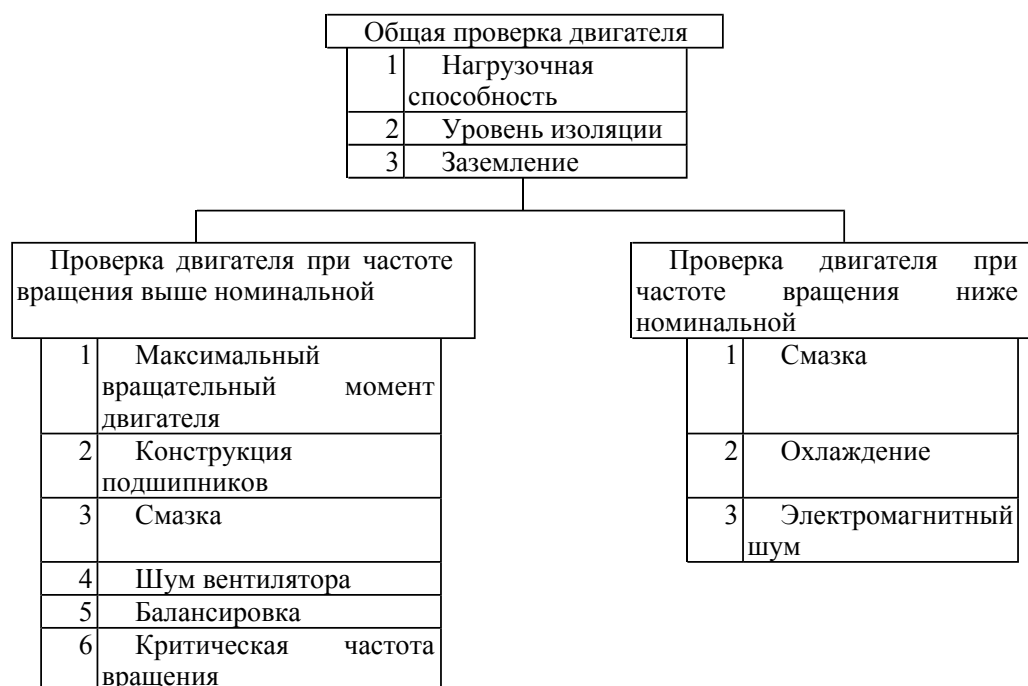 Общая проверка двигателя
1 Нагрузочная
способность
2 Уровень изоляции
3 Заземление
Проверка двигателя при частоте
вращения выше номинальной
1 Максимальный
вращательный момент
двигателя
2 Конструкция
подшипников
3 Смазка
4 Шум вентилятора
5 Балансировка
6 Критическая частота
вращения
Проверка двигателя при
частоте вращения ниже
номинальной
1 Смазка
2 Охлаждение
3 Электромагнитный
шум